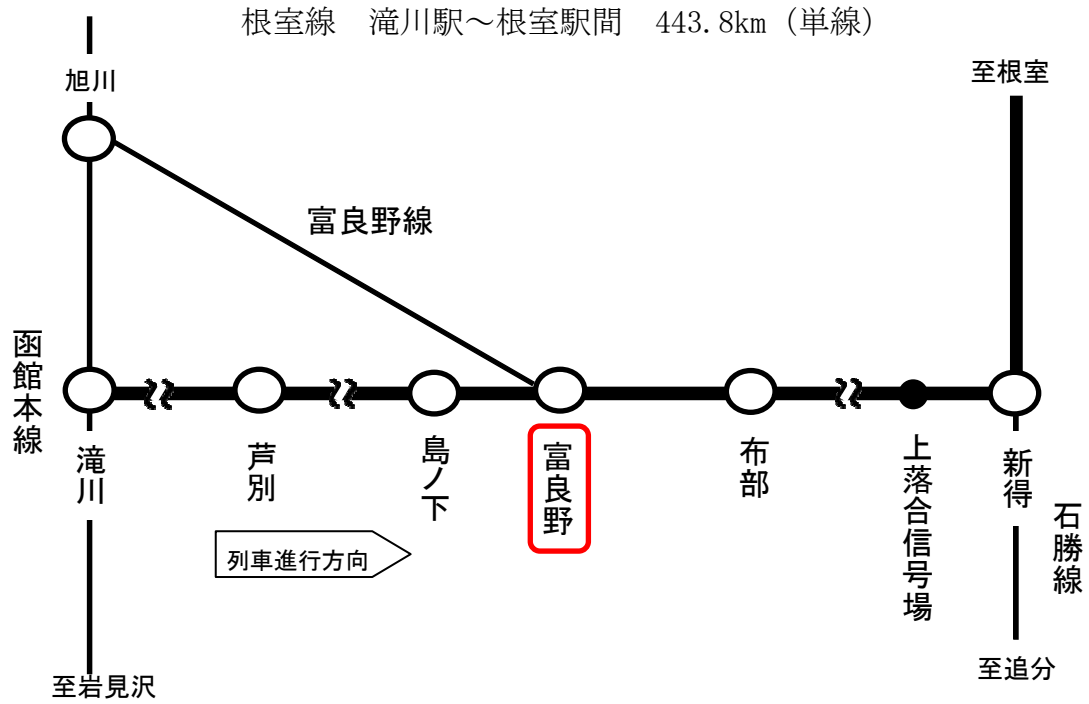 根室線　滝川駅～根室駅間　443.8km（単線）
旭川
至根室
富良野線
函館本線
滝川
芦別
島ノ下
富良野
布部
上落合信号場
新得
石勝線
列車進行方向
至岩見沢
至追分